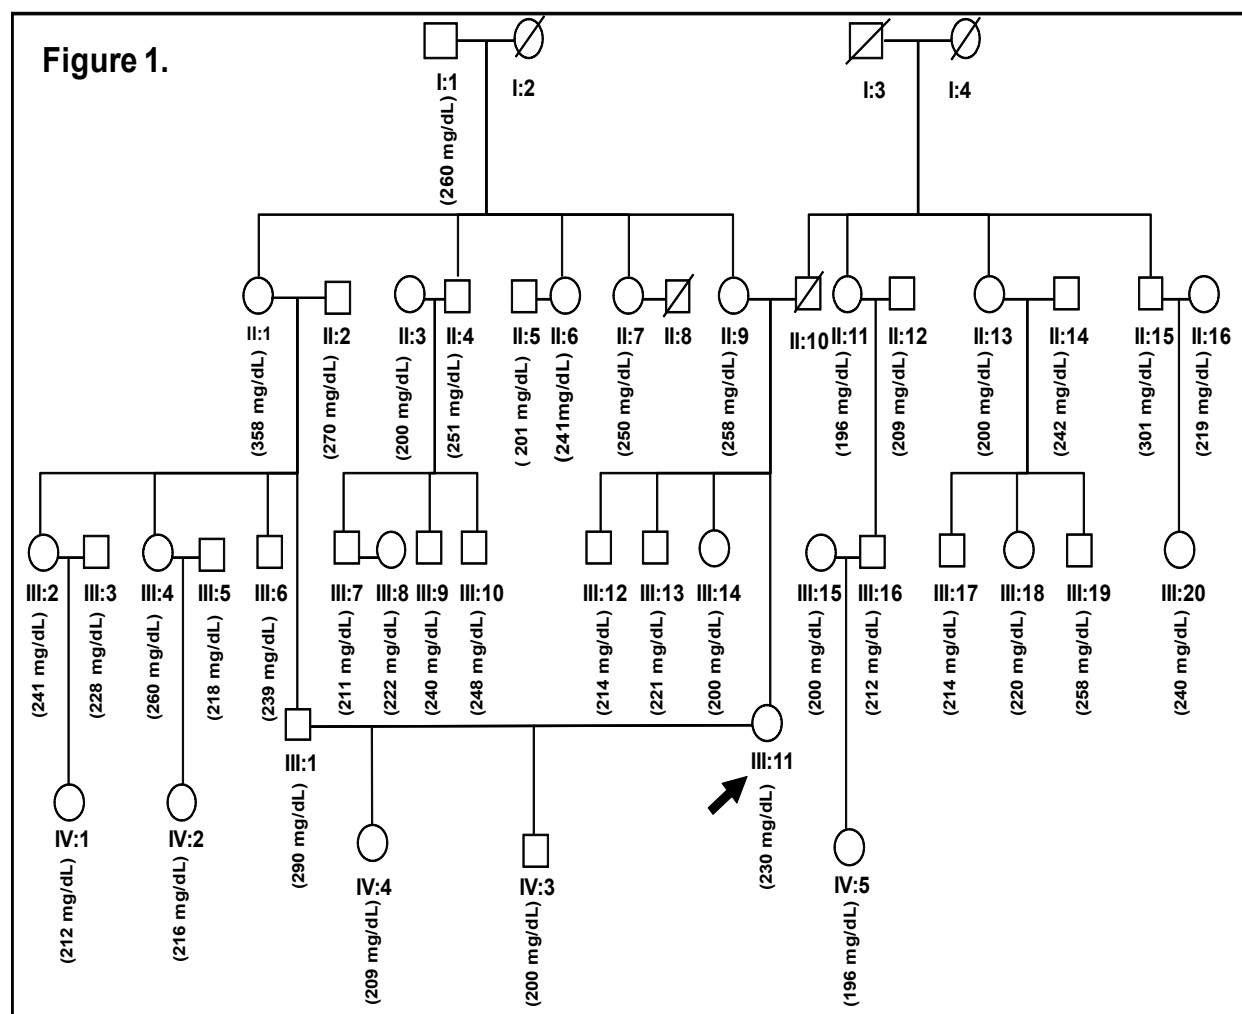 Figure 1.
I:1
(260 mg/dL)
I:2
I:3
I:4
II:1
(358 mg/dL)
II:2
(270 mg/dL)
II:3
(200 mg/dL)
II:4
(251 mg/dL)
II:5
( 201 mg/dL)
II:6
(241mg/dL)
II:7
(250 mg/dL)
II:8
II:9
(258 mg/dL)
II:10
II:11
(196 mg/dL)
II:12
(209 mg/dL)
II:13
(200 mg/dL)
II:14
(242 mg/dL)
II:15
(301 mg/dL)
II:16
(219 mg/dL)
III:2
(241 mg/dL)
III:3
(228 mg/dL)
III:4
(260 mg/dL)
III:5
(218 mg/dL)
III:6
(239 mg/dL)
III:7
(211 mg/dL)
III:8
(222 mg/dL)
III:9
(240 mg/dL)
III:10
(248 mg/dL)
III:12
(214 mg/dL)
III:13
(221 mg/dL)
III:14
(200 mg/dL)
III:15
(200 mg/dL)
III:16
(212 mg/dL)
III:17
(214 mg/dL)
III:18
(220 mg/dL)
III:19
(258 mg/dL)
III:20
(240 mg/dL)
III:1
(290 mg/dL)
III:11
(230 mg/dL)
IV:1
(212 mg/dL)
IV:2
(216 mg/dL)
IV:4
(209 mg/dL)
IV:3
(200 mg/dL)
IV:5
(196 mg/dL)